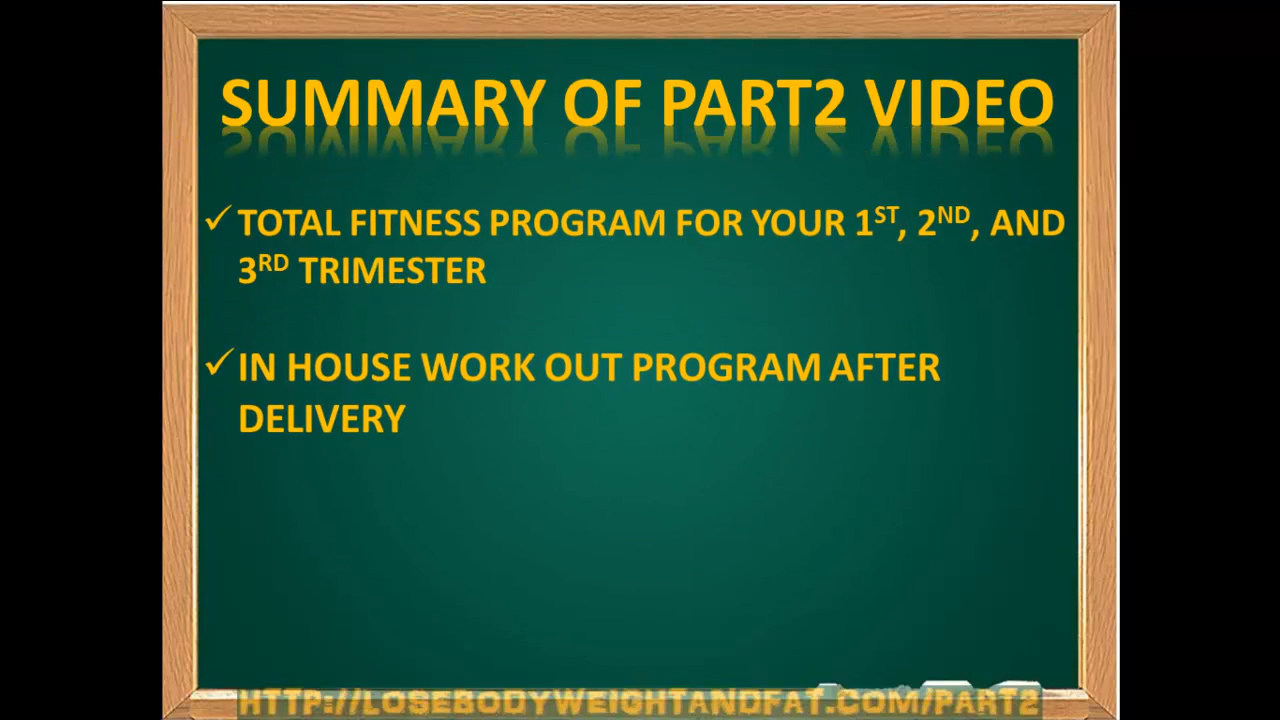 SUMMARY OF PART2 VIDEO
✓ TOTAL FITNESS PROGRAM FOR YOUR 1ST, 2ND, AND
3RD TRIMESTER
✓ IN HOUSE WORK OUT PROGRAM AFTER
DELIVERY
HTTP://LOSEBODYWEIGHTANDFAT.COM/PART2